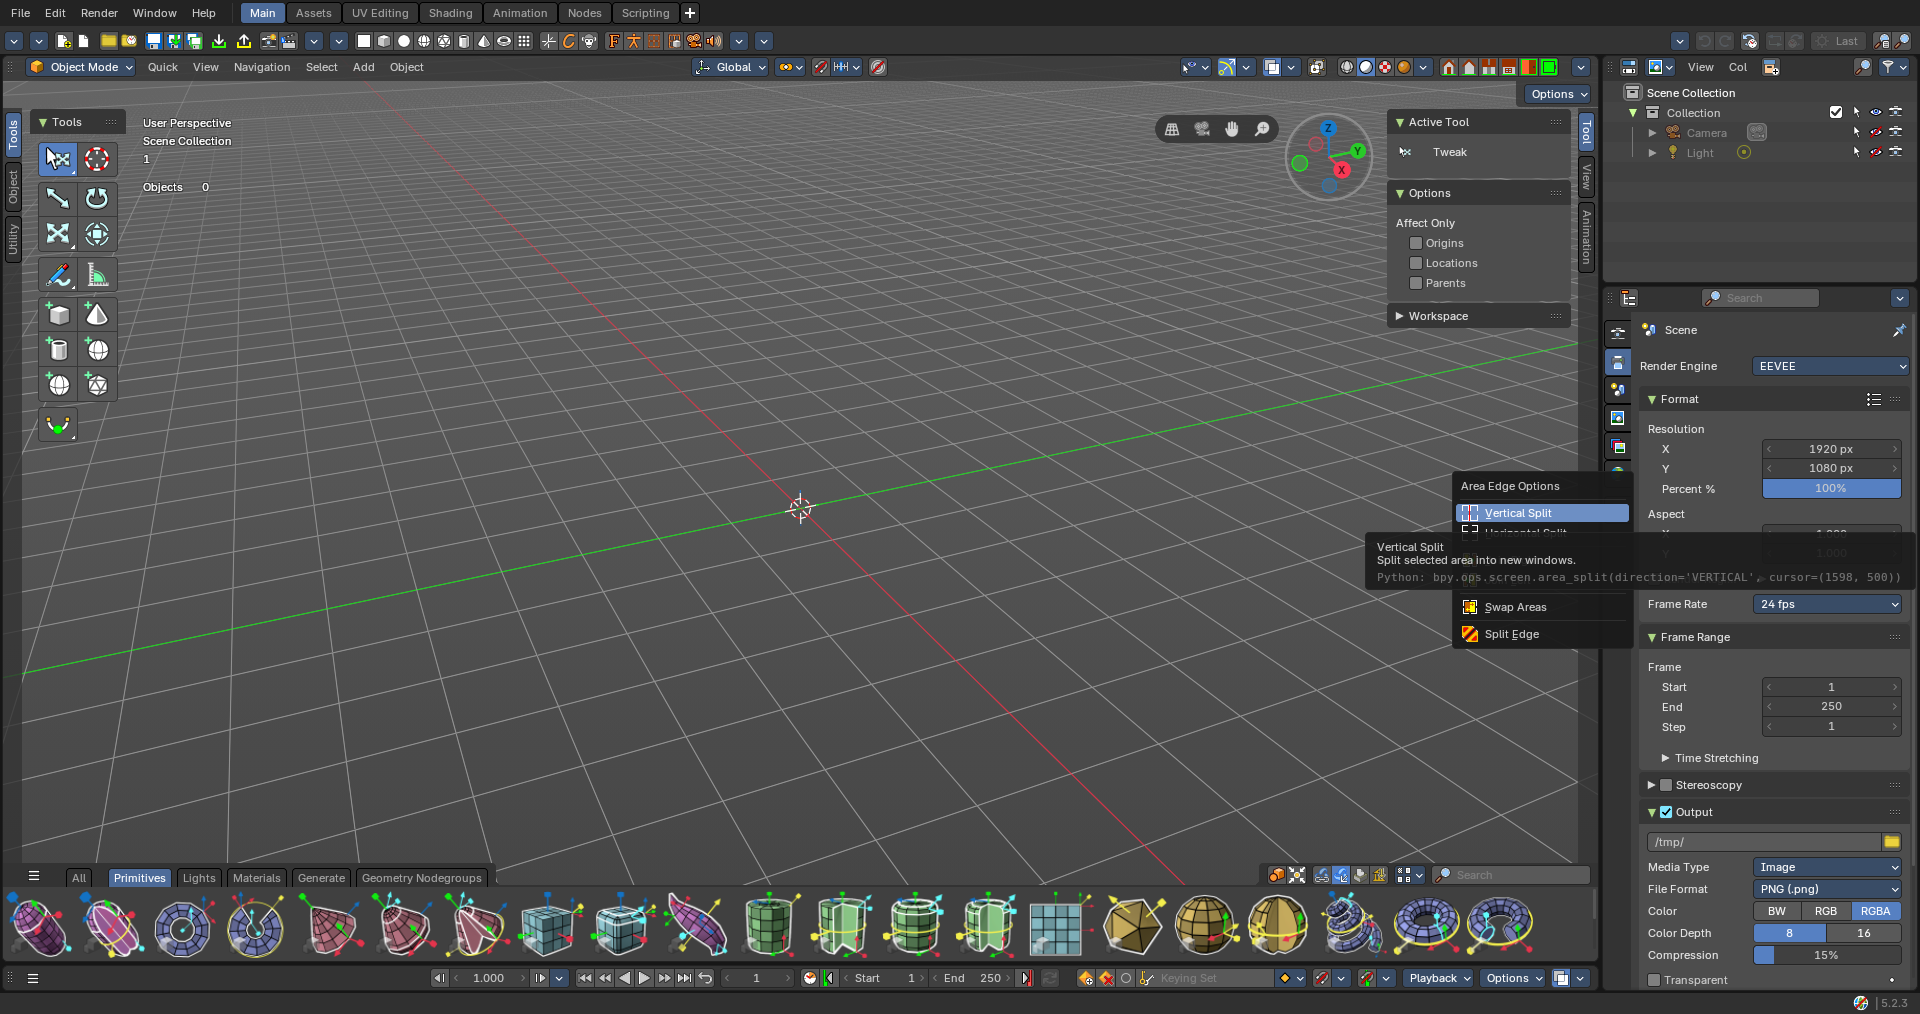 File Edit Render Window Help Main Assets UV Editing Shading Animation Nodes Scripting
Last
Object Mode Quick View Navigation Select Add Object Global
View Col
Options
Tools
Tools
Object
Utility
User Perspective
Scene Collection
1
Objects 0
Z
Y
X
Active Tool
Tweak
Options
Affect Only
Origins
Locations
Parents
Workspace
Tool
View
Animation
Scene Collection
Collection
Camera
Light
Search
Scene
Render Engine EEVEE
Format
Resolution
X 1920 px
Y 1080 px
Percent % 100%
Aspect
X 1.000
Y 1.000
Area Edge Options
Vertical Split
Horizontal Split
Vertical Split
Split selected area into new windows.
Python: bpy.ops.screen.area_split(direction='VERTICAL', cursor=(1598, 500))
Swap Areas
Split Edge
Frame Rate 24 fps
Frame Range
Frame
Start 1
End 250
Step 1
Time Stretching
Stereoscopy
Output
/tmp/
Media Type Image
File Format PNG (.png)
Color BW RGB RGBA
Color Depth 8 16
Compression 15%
Transparent
All Primitives Lights Materials Generate Geometry Nodegroups
Search
1.000 1 Start 1 End 250 Keying Set Playback Options
5.2.3